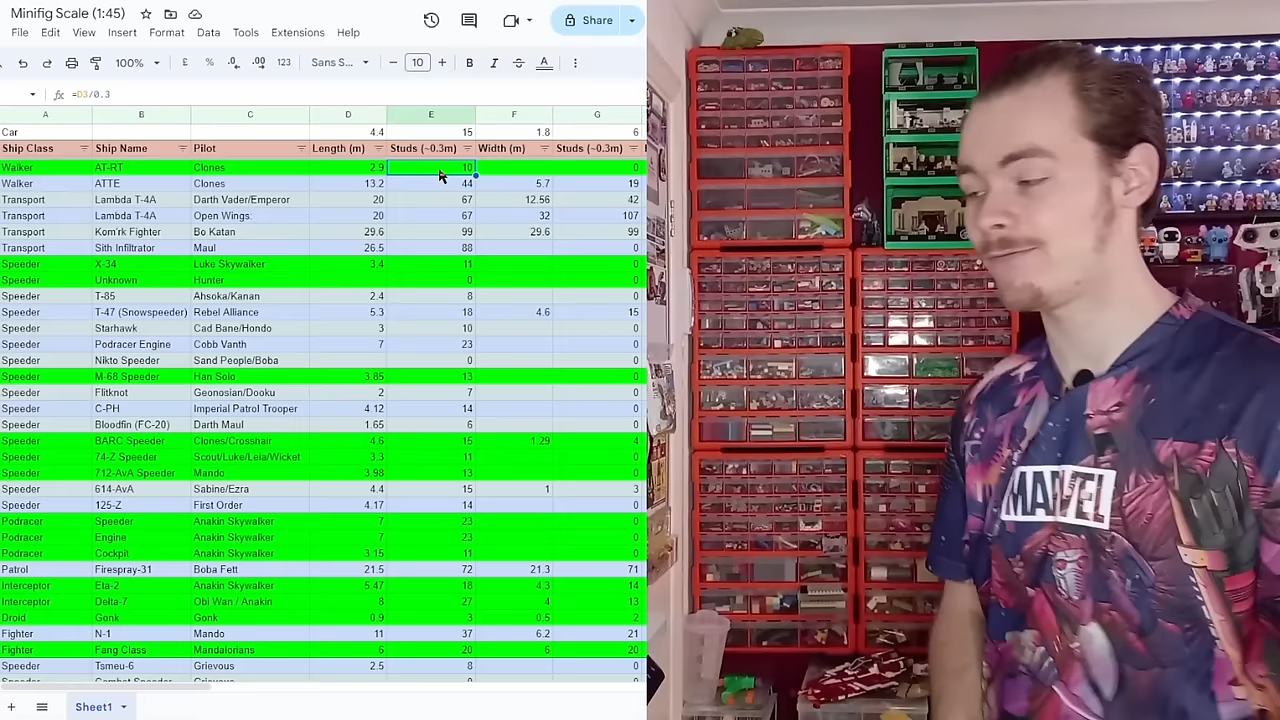 Minifig Scale (1:45)
Share
File Edit View Insert Format Data Tools Extensions Help
100% £ % .0 .00 123 Sans S... 10 B I A
fx =D3/0.3
A B C D E F G
Car 4.4 15 1.8 6
Ship Class Ship Name Pilot Length (m) Studs (~0.3m) Width (m) Studs (~0.3m)
Walker AT-RT Clones 2.9 10 0
Walker ATTE Clones 13.2 44 5.7 19
Transport Lambda T-4A Darth Vader/Emperor 20 67 12.56 42
Transport Lambda T-4A Open Wings: 20 67 32 107
Transport Kom'rk Fighter Bo Katan 29.6 99 29.6 99
Transport Sith Infiltrator Maul 26.5 88 0
Speeder X-34 Luke Skywalker 3.4 11 0
Speeder Unknown Hunter 0 0
Speeder T-85 Ahsoka/Kanan 2.4 8 0
Speeder T-47 (Snowspeeder) Rebel Alliance 5.3 18 4.6 15
Speeder Starhawk Cad Bane/Hondo 3 10 0
Speeder Podracer Engine Cobb Vanth 7 23 0
Speeder Nikto Speeder Sand People/Boba 0 0
Speeder M-68 Speeder Han Solo 3.85 13 0
Speeder Flitknot Geonosian/Dooku 2 7 0
Speeder C-PH Imperial Patrol Trooper 4.12 14 0
Speeder Bloodfin (FC-20) Darth Maul 1.65 6 0
Speeder BARC Speeder Clones/Crosshair 4.6 15 1.29 4
Speeder 74-Z Speeder Scout/Luke/Leia/Wicket 3.3 11 0
Speeder 712-AvA Speeder Mando 3.98 13 0
Speeder 614-AvA Sabine/Ezra 4.4 15 1 3
Speeder 125-Z First Order 4.17 14 0
Podracer Speeder Anakin Skywalker 7 23 0
Podracer Engine Anakin Skywalker 7 23 0
Podracer Cockpit Anakin Skywalker 3.15 11 0
Patrol Firespray-31 Boba Fett 21.5 72 21.3 71
Interceptor Eta-2 Anakin Skywalker 5.47 18 4.3 14
Interceptor Delta-7 Obi Wan / Anakin 8 27 4 13
Droid Gonk Gonk 0.9 3 0.5 2
Fighter N-1 Mando 11 37 6.2 21
Fighter Fang Class Mandalorians 6 20 6 20
Speeder Tsmeu-6 Grievous 2.5 8 0
Sheet1
MARVEL